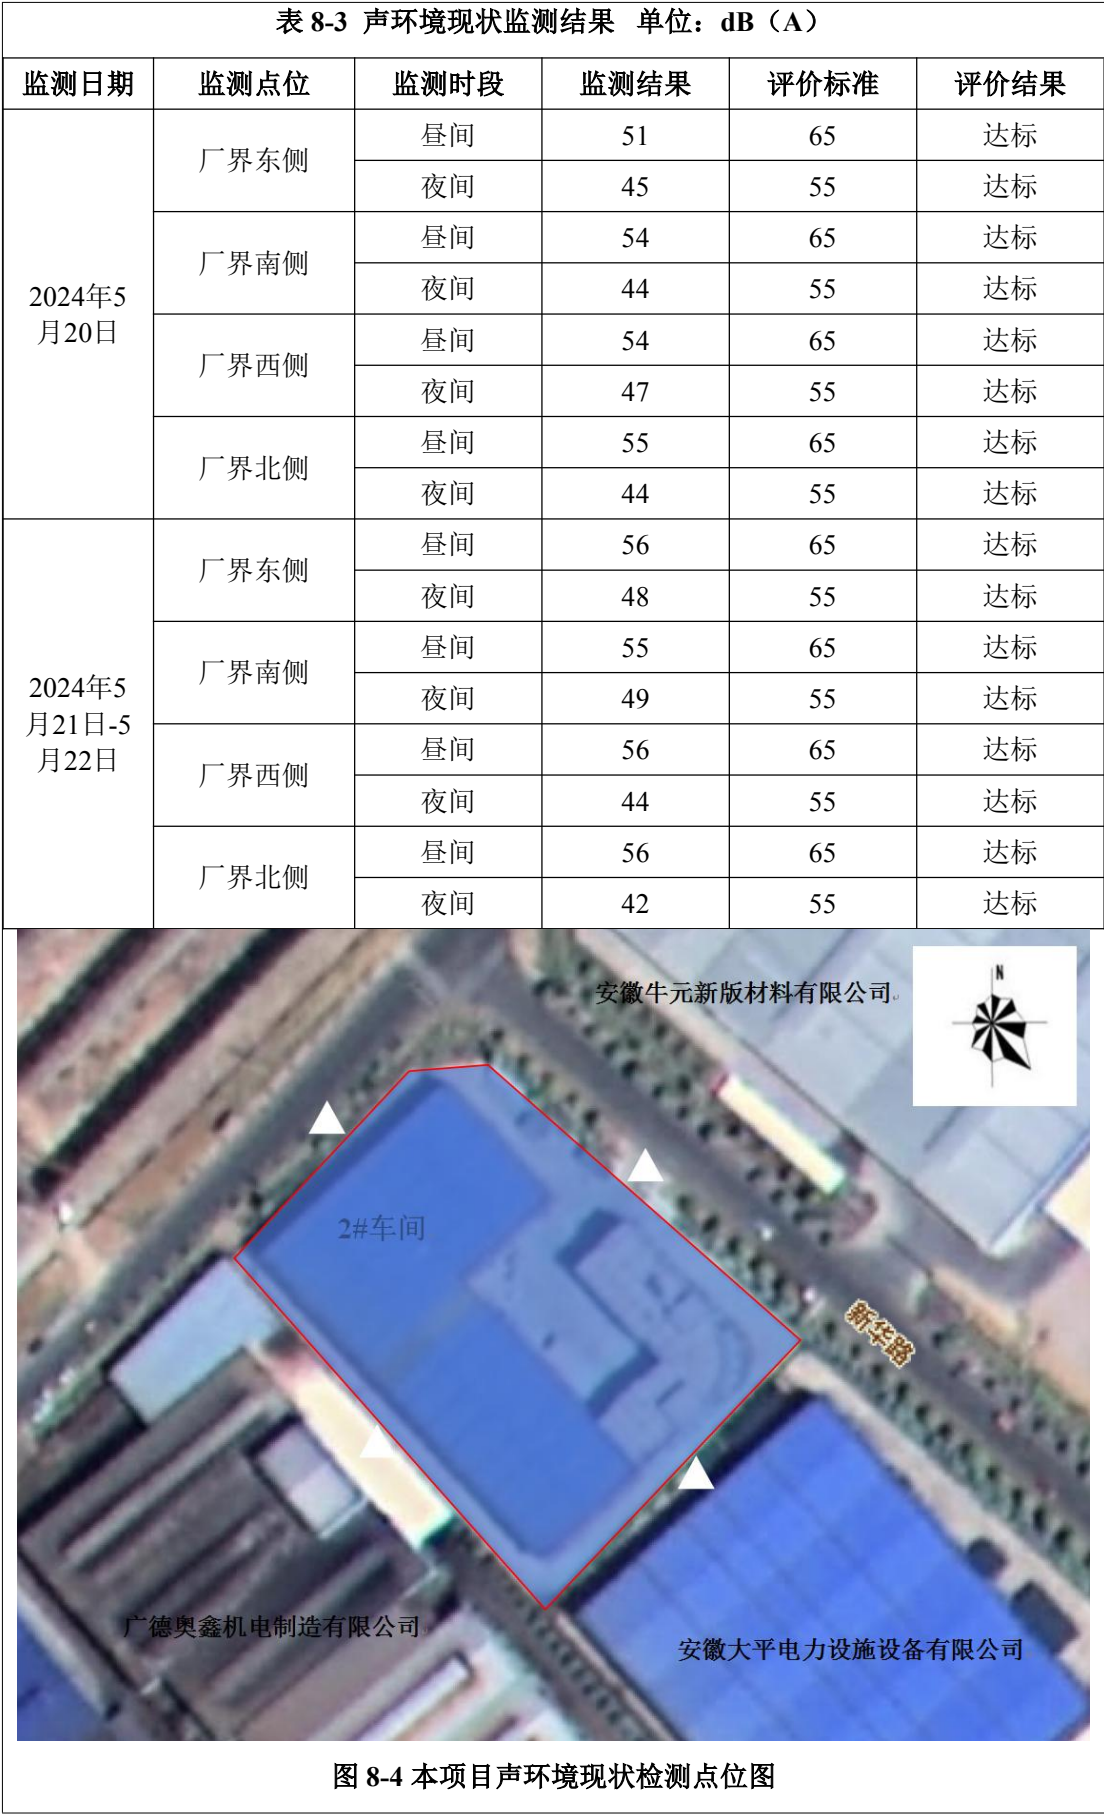 表 8-3 声环境现状监测结果 单位：dB（A）
监测日期 监测点位 监测时段 监测结果 评价标准 评价结果
2024年5月20日 厂界东侧 昼间 51 65 达标
夜间 45 55 达标
厂界南侧 昼间 54 65 达标
夜间 44 55 达标
厂界西侧 昼间 54 65 达标
夜间 47 55 达标
厂界北侧 昼间 55 65 达标
夜间 44 55 达标
2024年5月21日-5月22日 厂界东侧 昼间 56 65 达标
夜间 48 55 达标
厂界南侧 昼间 55 65 达标
夜间 49 55 达标
厂界西侧 昼间 56 65 达标
夜间 44 55 达标
厂界北侧 昼间 56 65 达标
夜间 42 55 达标
安徽牛元新版材料有限公司
N
2#车间
新华路
广德奥鑫机电制造有限公司
安徽大平电力设施设备有限公司
图 8-4 本项目声环境现状检测点位图